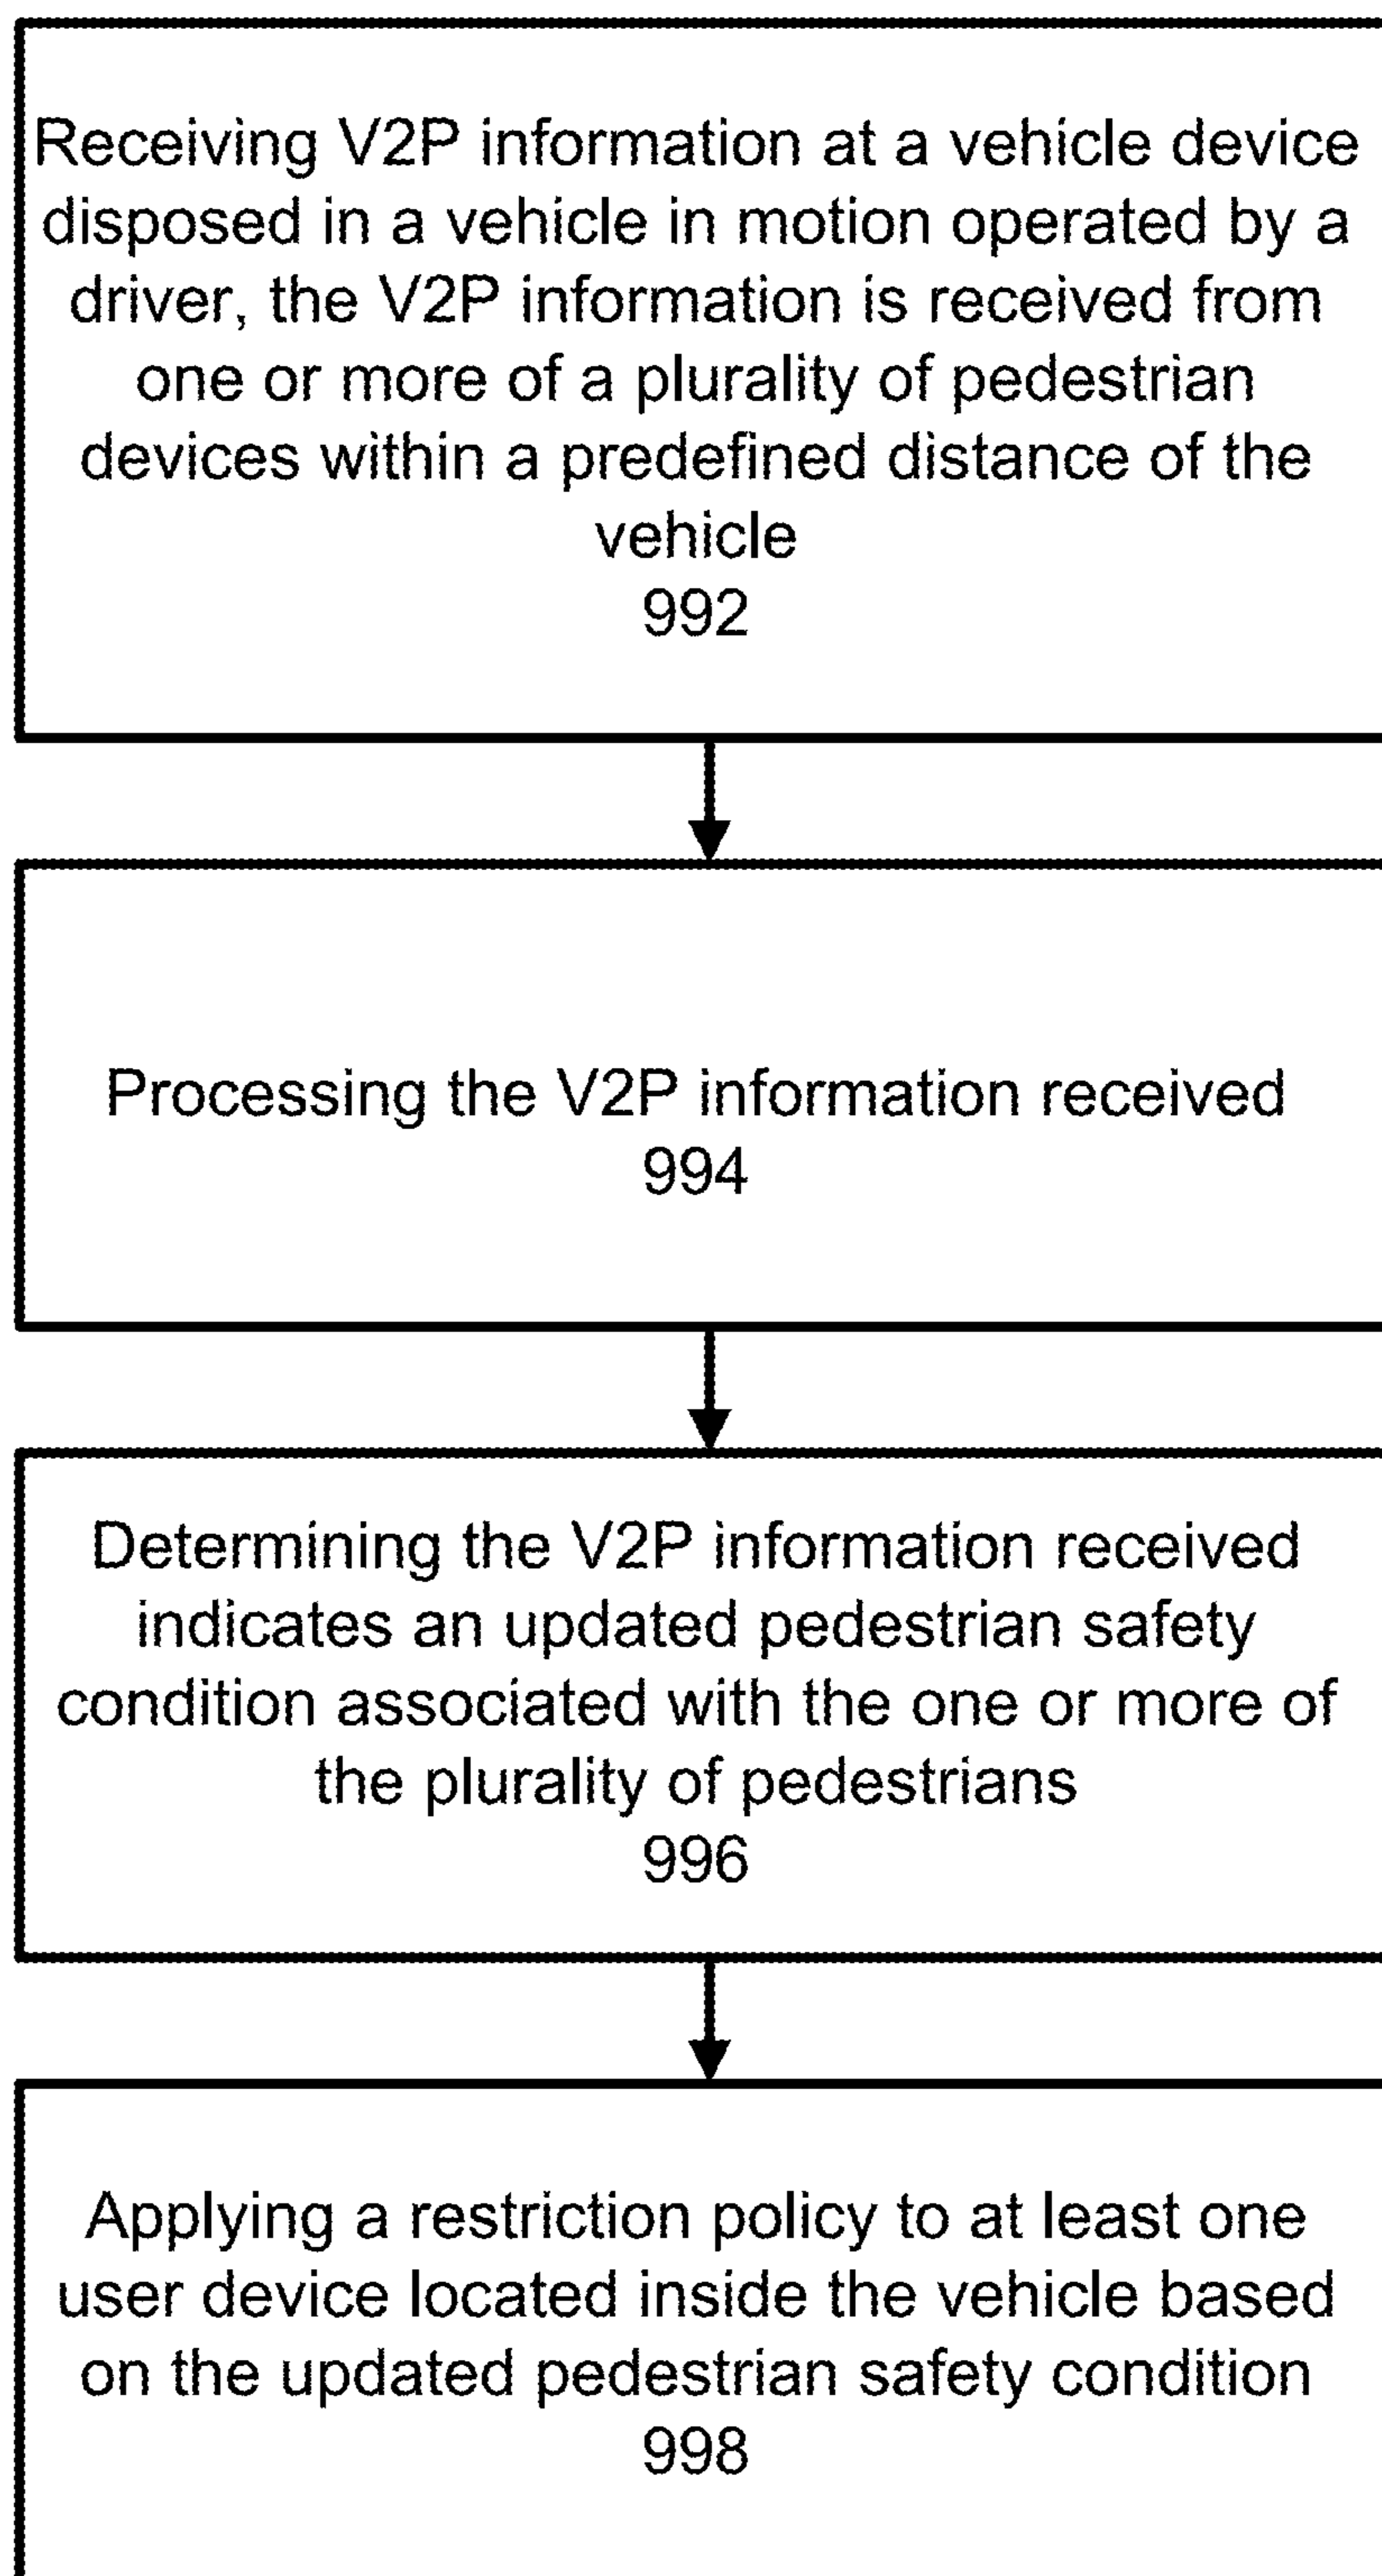 Receiving V2P information at a vehicle device
disposed in a vehicle in motion operated by a
driver, the V2P information is received from
one or more of a plurality of pedestrian
devices within a predefined distance of the
vehicle
992
Processing the V2P information received
994
Determining the V2P information received
indicates an updated pedestrian safety
condition associated with the one or more of
the plurality of pedestrians
996
Applying a restriction policy to at least one
user device located inside the vehicle based
on the updated pedestrian safety condition
998